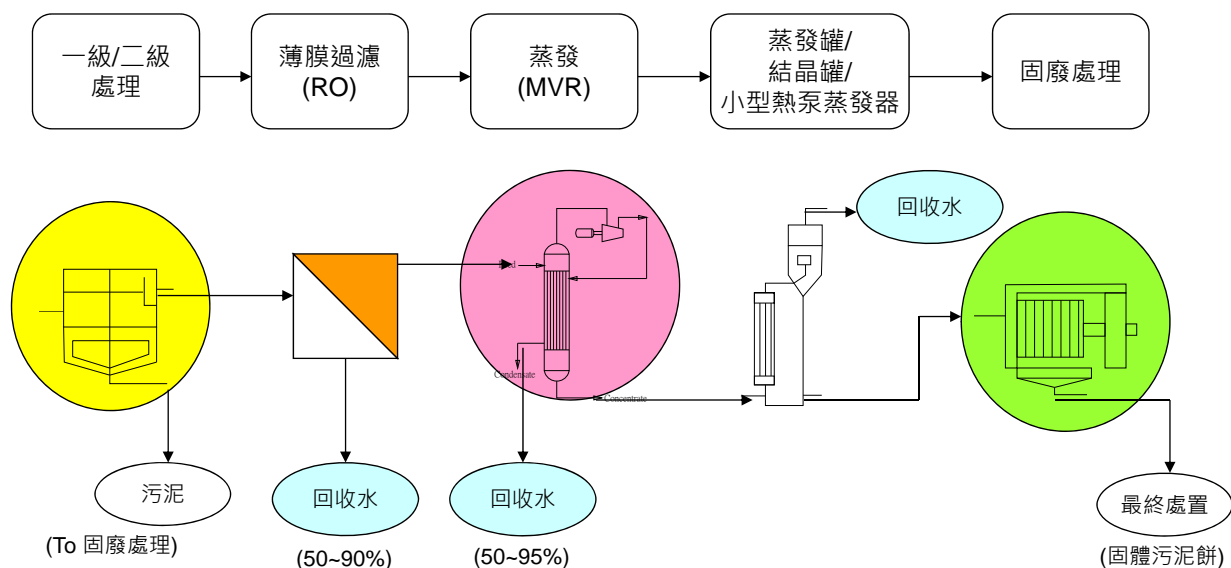 一級/二級
處理
薄膜過濾
(RO)
蒸發
(MVR)
蒸發罐/
結晶罐/
小型熱泵蒸發器
固廢處理
回收水
Condensate
Concentrate
污泥
(To 固廢處理)
回收水
(50~90%)
回收水
(50~95%)
最終處置
(固體污泥餅)